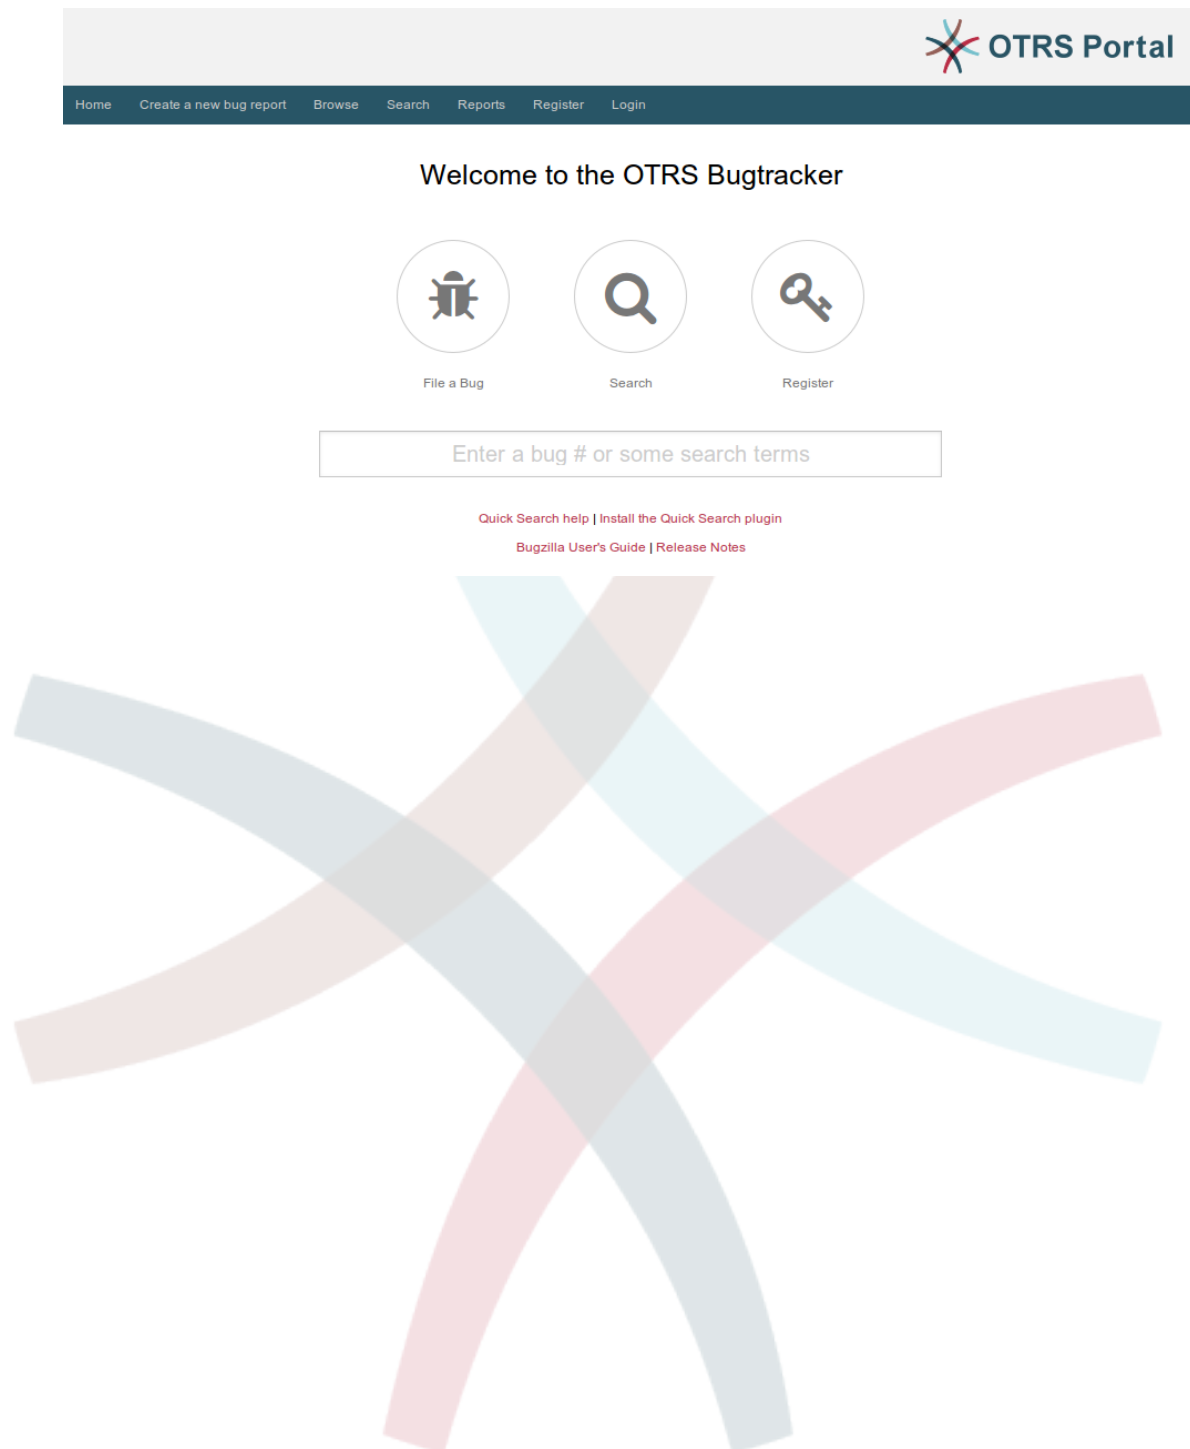 OTRS Portal
Home Create a new bug report Browse Search Reports Register Login
Welcome to the OTRS Bugtracker
File a Bug Search Register
Enter a bug # or some search terms
Quick Search help | Install the Quick Search plugin
Bugzilla User's Guide | Release Notes